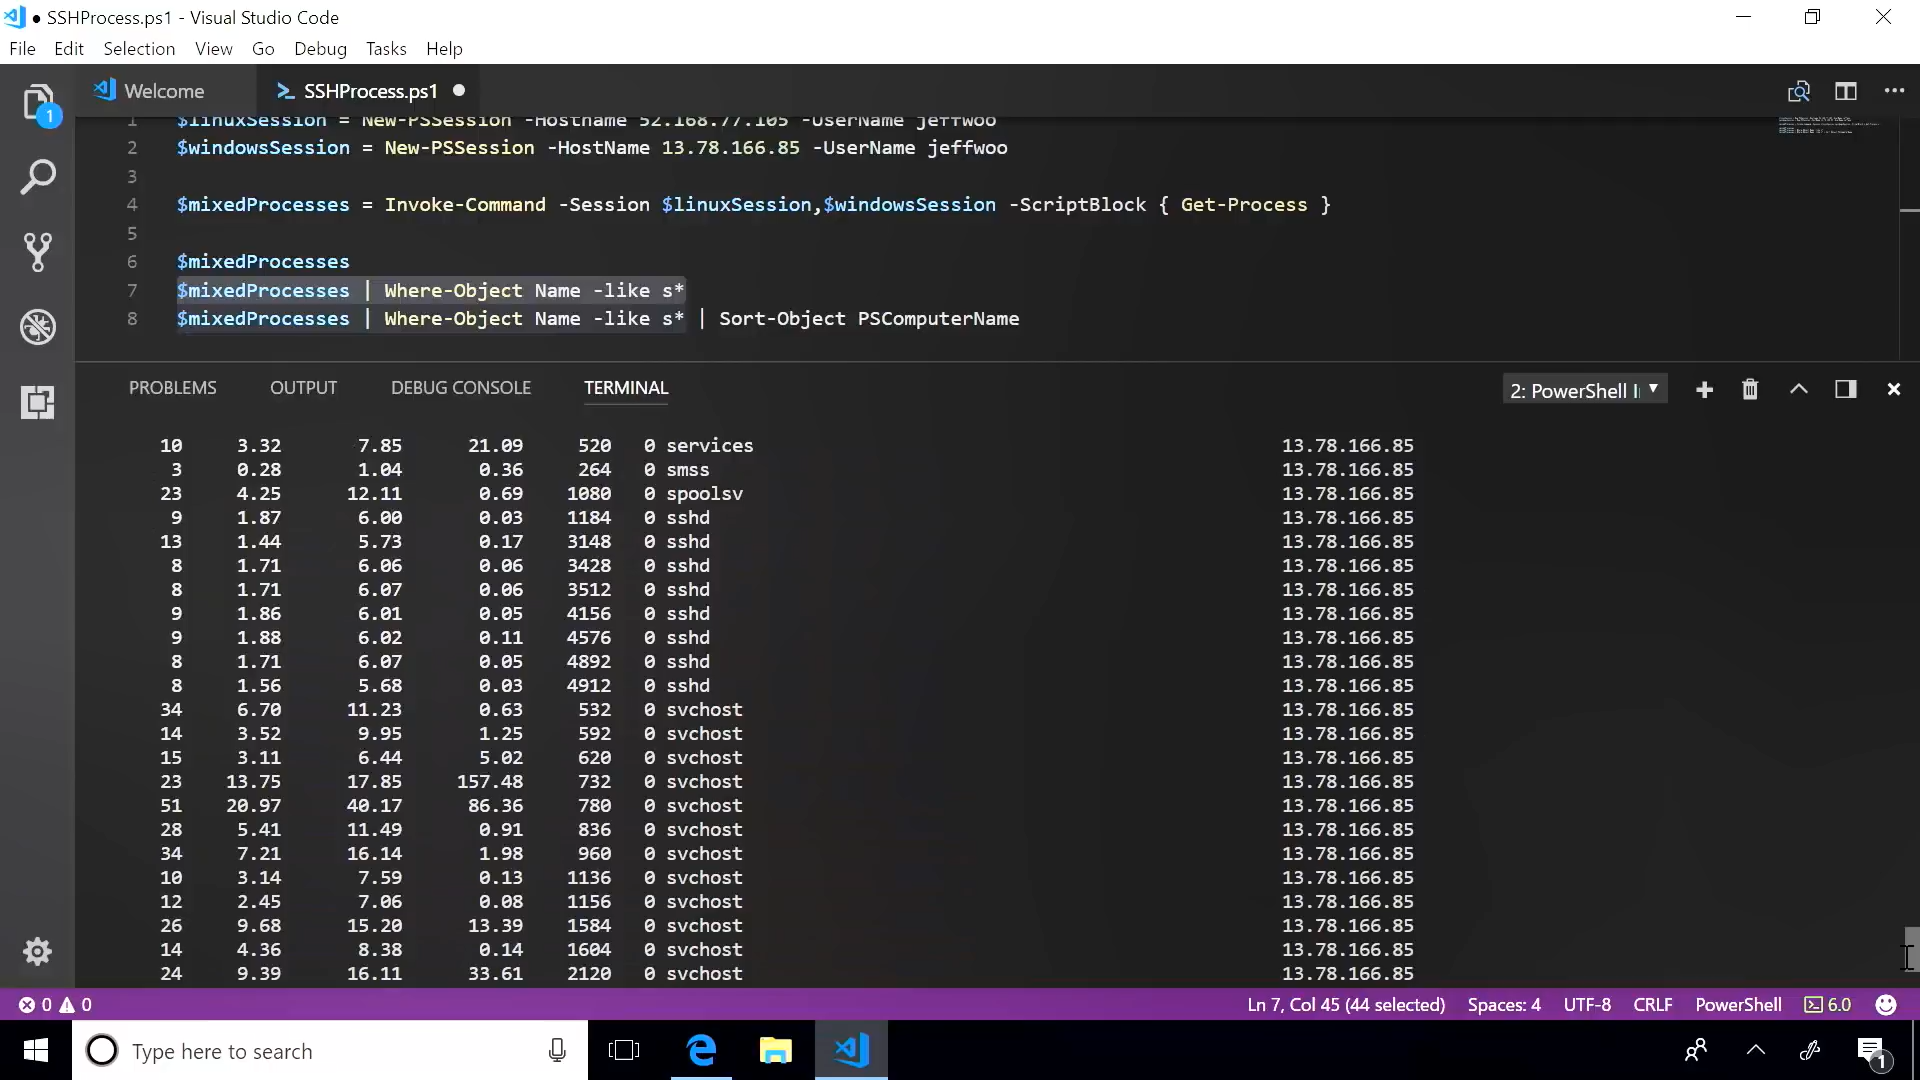 ● SSHProcess.ps1 - Visual Studio Code
File Edit Selection View Go Debug Tasks Help
1
Welcome
SSHProcess.ps1 ●
1 $linuxSession = New-PSSession -Hostname 52.168.77.105 -UserName jeffwoo
2 $windowsSession = New-PSSession -HostName 13.78.166.85 -UserName jeffwoo
3
4 $mixedProcesses = Invoke-Command -Session $linuxSession,$windowsSession -ScriptBlock { Get-Process }
5
6 $mixedProcesses
7 $mixedProcesses | Where-Object Name -like s*
8 $mixedProcesses | Where-Object Name -like s* | Sort-Object PSComputerName
PROBLEMS OUTPUT DEBUG CONSOLE TERMINAL
2: PowerShell I
10 3.32 7.85 21.09 520 0 services 13.78.166.85
3 0.28 1.04 0.36 264 0 smss 13.78.166.85
23 4.25 12.11 0.69 1080 0 spoolsv 13.78.166.85
9 1.87 6.00 0.03 1184 0 sshd 13.78.166.85
13 1.44 5.73 0.17 3148 0 sshd 13.78.166.85
8 1.71 6.06 0.06 3428 0 sshd 13.78.166.85
8 1.71 6.07 0.06 3512 0 sshd 13.78.166.85
9 1.86 6.01 0.05 4156 0 sshd 13.78.166.85
9 1.88 6.02 0.11 4576 0 sshd 13.78.166.85
8 1.71 6.07 0.05 4892 0 sshd 13.78.166.85
8 1.56 5.68 0.03 4912 0 sshd 13.78.166.85
34 6.70 11.23 0.63 532 0 svchost 13.78.166.85
14 3.52 9.95 1.25 592 0 svchost 13.78.166.85
15 3.11 6.44 5.02 620 0 svchost 13.78.166.85
23 13.75 17.85 157.48 732 0 svchost 13.78.166.85
51 20.97 40.17 86.36 780 0 svchost 13.78.166.85
28 5.41 11.49 0.91 836 0 svchost 13.78.166.85
34 7.21 16.14 1.98 960 0 svchost 13.78.166.85
10 3.14 7.59 0.13 1136 0 svchost 13.78.166.85
12 2.45 7.06 0.08 1156 0 svchost 13.78.166.85
26 9.68 15.20 13.39 1584 0 svchost 13.78.166.85
14 4.36 8.38 0.14 1604 0 svchost 13.78.166.85
24 9.39 16.11 33.61 2120 0 svchost 13.78.166.85
0 0 Ln 7, Col 45 (44 selected) Spaces: 4 UTF-8 CRLF PowerShell 6.0
Type here to search
1